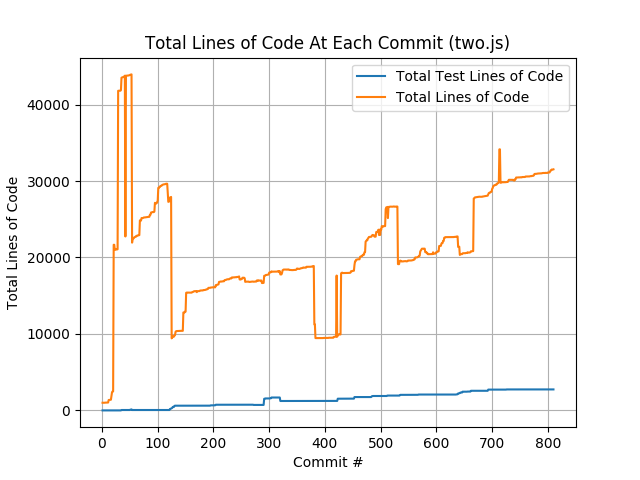 Total Lines of Code At Each Commit (two.js)
Total Test Lines of Code
Total Lines of Code
Total Lines of Code
40000
30000
20000
10000
0
0 100 200 300 400 500 600 700 800
Commit #